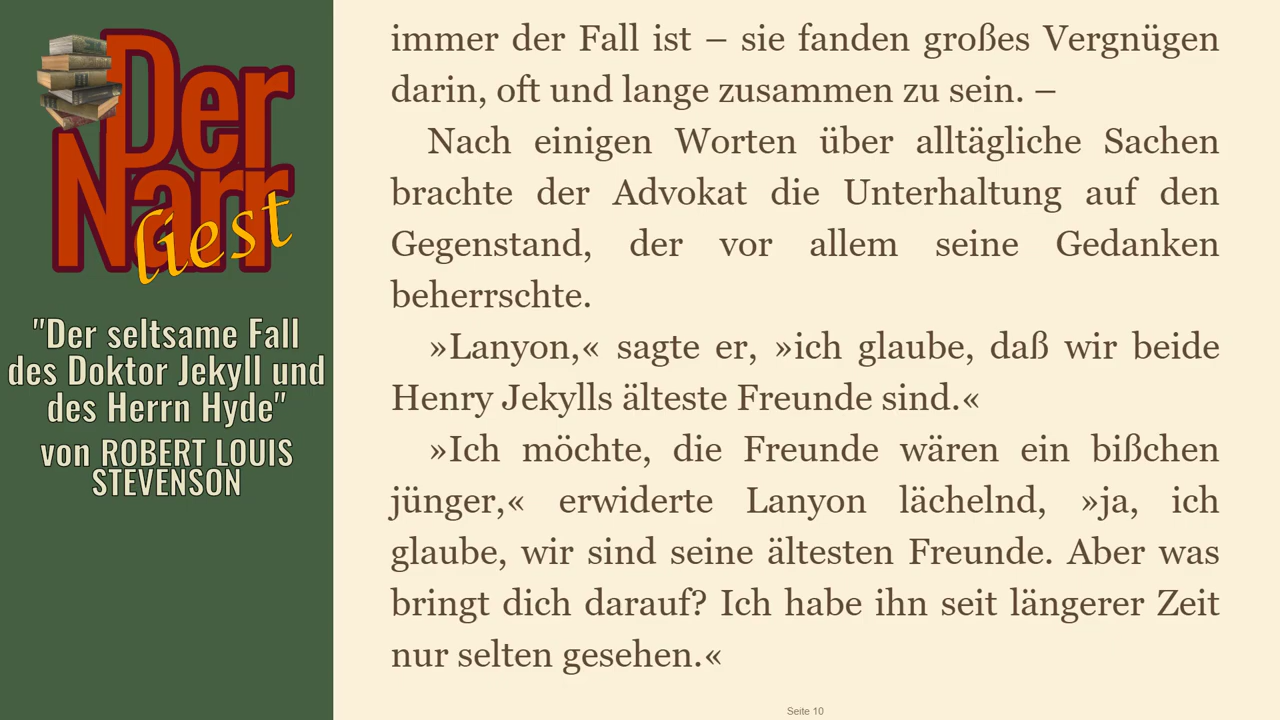 Der
Narr
liest
"Der seltsame Fall
des Doktor Jekyll und
des Herrn Hyde"
von ROBERT LOUIS
STEVENSON
immer der Fall ist – sie fanden großes Vergnügen
darin, oft und lange zusammen zu sein. –
Nach einigen Worten über alltägliche Sachen
brachte der Advokat die Unterhaltung auf den
Gegenstand, der vor allem seine Gedanken
beherrschte.
»Lanyon,« sagte er, »ich glaube, daß wir beide
Henry Jekylls älteste Freunde sind.«
»Ich möchte, die Freunde wären ein bißchen
jünger,« erwiderte Lanyon lächelnd, »ja, ich
glaube, wir sind seine ältesten Freunde. Aber was
bringt dich darauf? Ich habe ihn seit längerer Zeit
nur selten gesehen.«
Seite 10